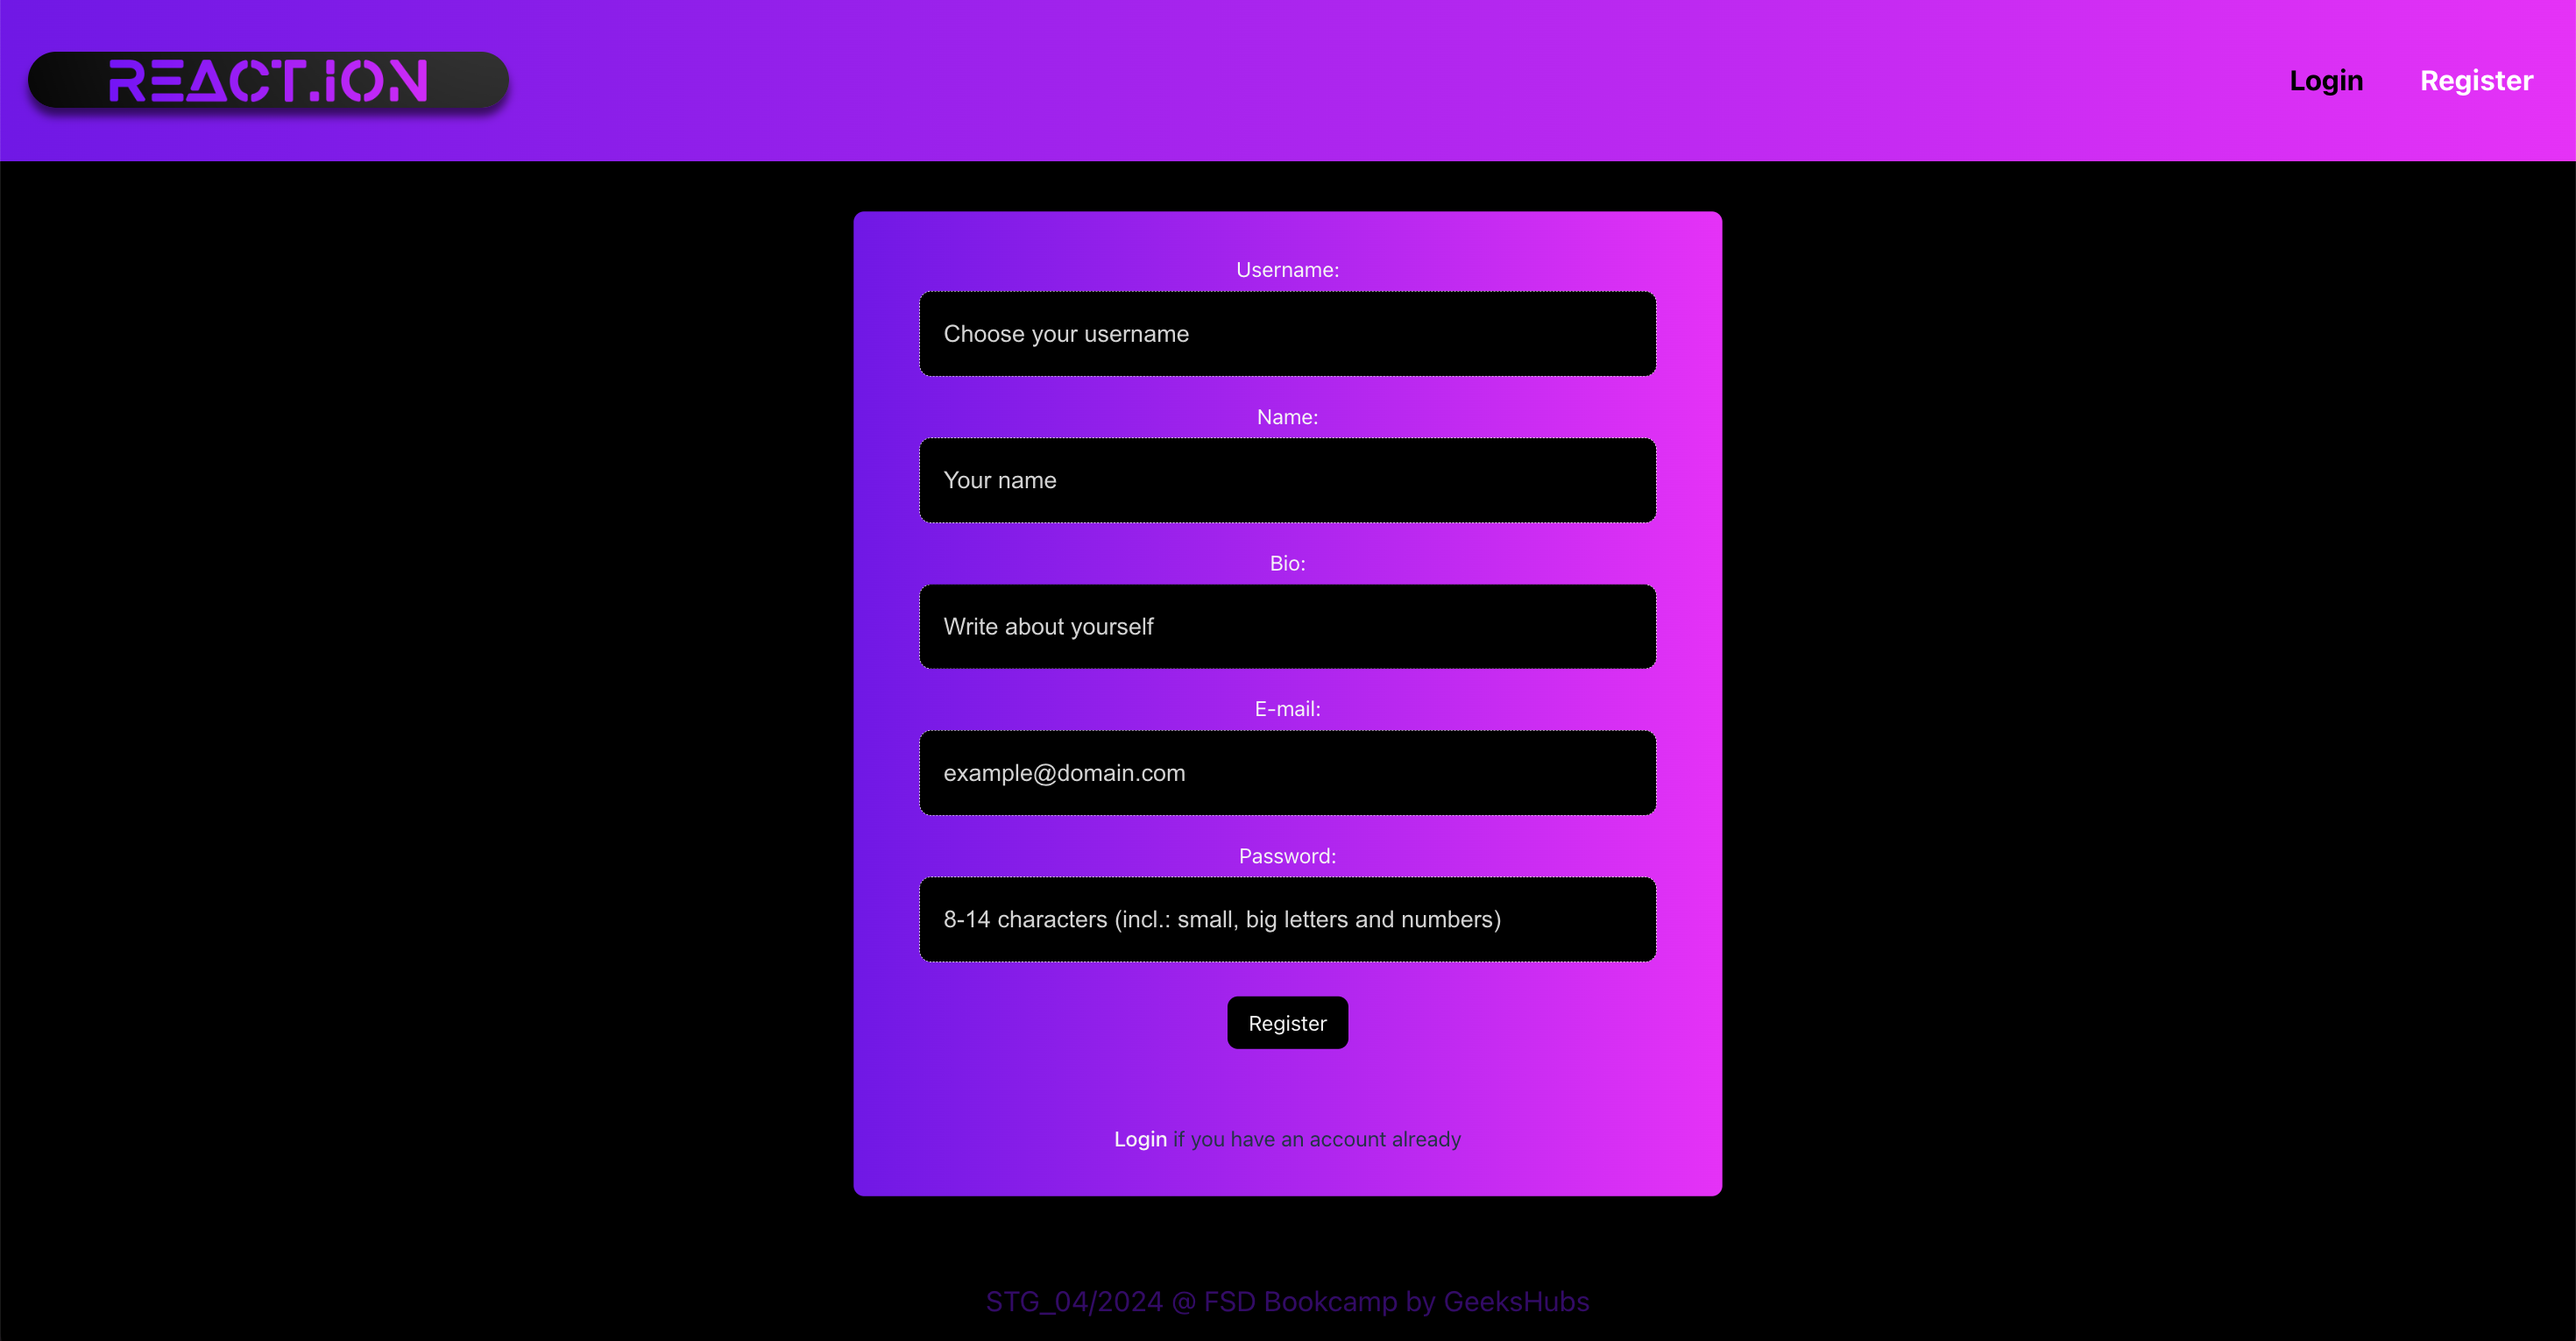 REACT.iON
Login
Register
Username:
Choose your username
Name:
Your name
Bio:
Write about yourself
E-mail:
example@domain.com
Password:
8-14 characters (incl.: small, big letters and numbers)
Register
Login if you have an account already
STG_04/2024 @ FSD Bookcamp by GeeksHubs